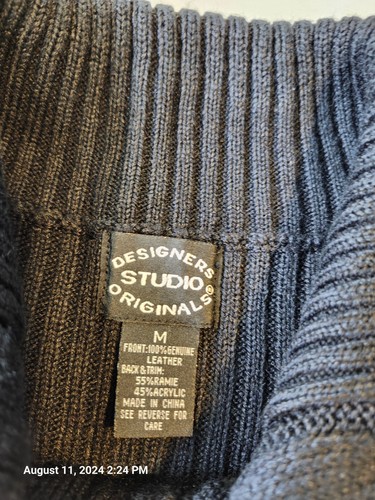 DESIGNERS
STUDIO®
ORIGINALS
M
FRONT:100%GENUINE
LEATHER
BACK&TRIM:
55%RAMIE
45%ACRYLIC
MADE IN CHINA
SEE REVERSE FOR
CARE
August 11, 2024 2:24 PM